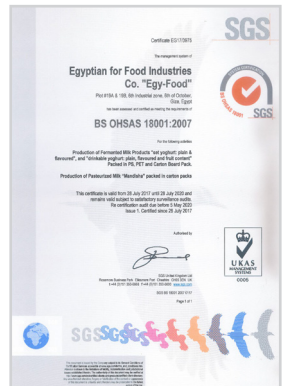 SGS
Certificate EG17/3975
The management system of
Egyptian for Food Industries
Co. "Egy-Food"
Plot #18A & 18B, 6th Industrial zone, 6th of October,
Giza, Egypt
has been assessed and certified as meeting the requirements of
BS OHSAS 18001:2007
For the following activities
Production of Fermented Milk Products "set yoghurt: plain &
flavoured", and "drinkable yoghurt: plain, flavoured and fruit content"
Packed in PS, PET and Carton Board Pack.
Production of Pasteurized Milk "Mandisha" packed in carton packs
This certificate is valid from 28 July 2017 until 28 July 2020 and
remains valid subject to satisfactory surveillance audits.
Re certification audit due before 5 May 2020
Issue 1. Certified since 28 July 2017
Authorised by
SGS United Kingdom Ltd
Page 1 of 1
SGS
UKAS
MANAGEMENT
SYSTEMS
0005
SGSSGSSGS